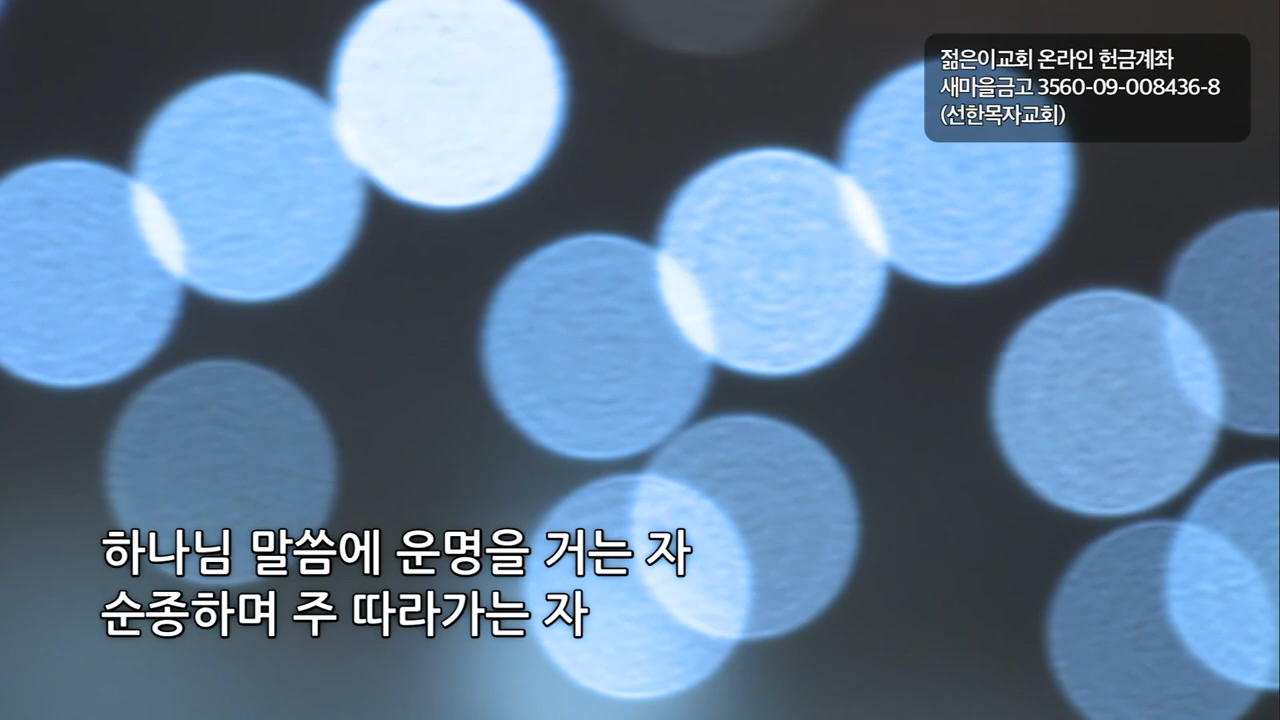 젊은이교회 온라인 헌금계좌
새마을금고 3560-09-008436-8
(선한목자교회)
하나님 말씀에 운명을 거는 자
순종하며 주 따라가는 자